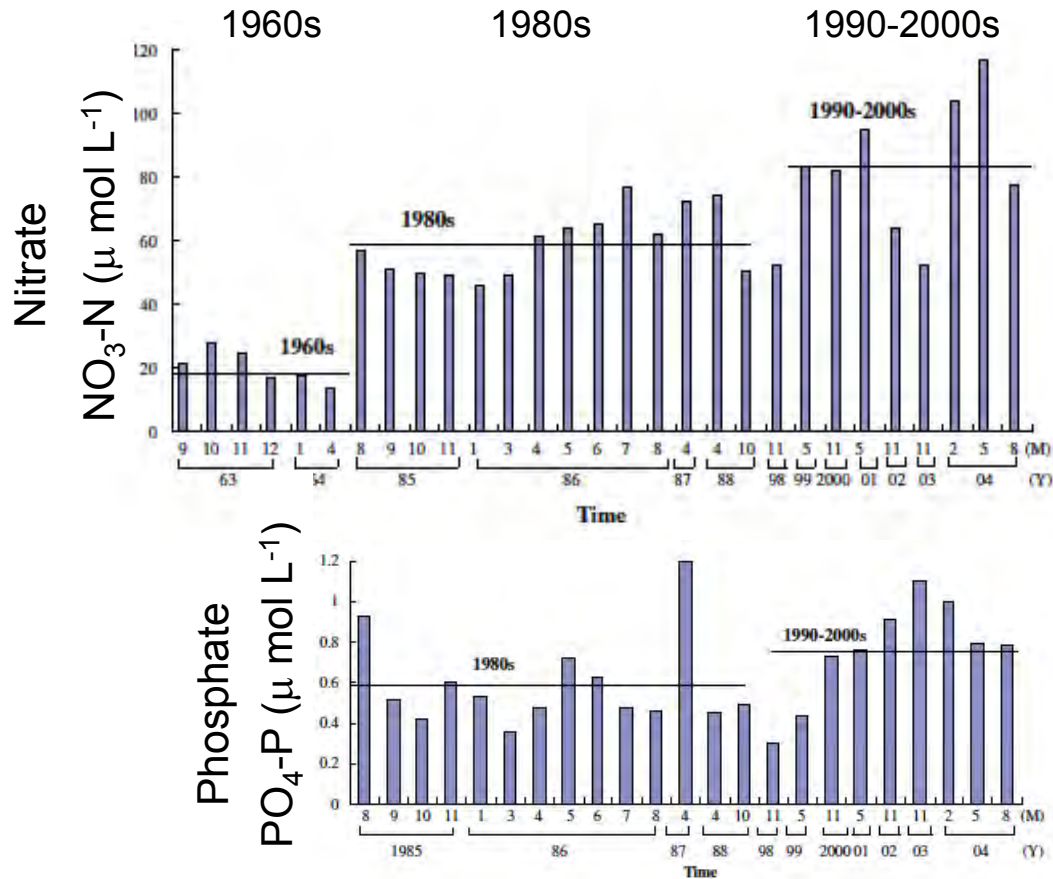 1960s 1980s 1990-2000s
Nitrate
NO3-N (μ mol L-1)
120
100
80
60
40
20
0
1960s
1980s
1990-2000s
9 10 11 12 1 4 8 9 10 11 1 3 4 5 6 7 8 4 4 10 11 5 11 5 11 11 2 5 8 (M)
63 54 85 86 87 88 98 99 2000 01 02 03 04 (Y)
Time
Phosphate
PO4-P (μ mol L-1)
1.2
1
0.8
0.6
0.4
0.2
0
1980s
1990-2000s
8 9 10 11 1 3 4 5 6 7 8 4 4 10 11 5 11 5 11 11 2 5 8 (M)
1985 86 87 88 98 99 2000 01 02 03 04 (Y)
Time